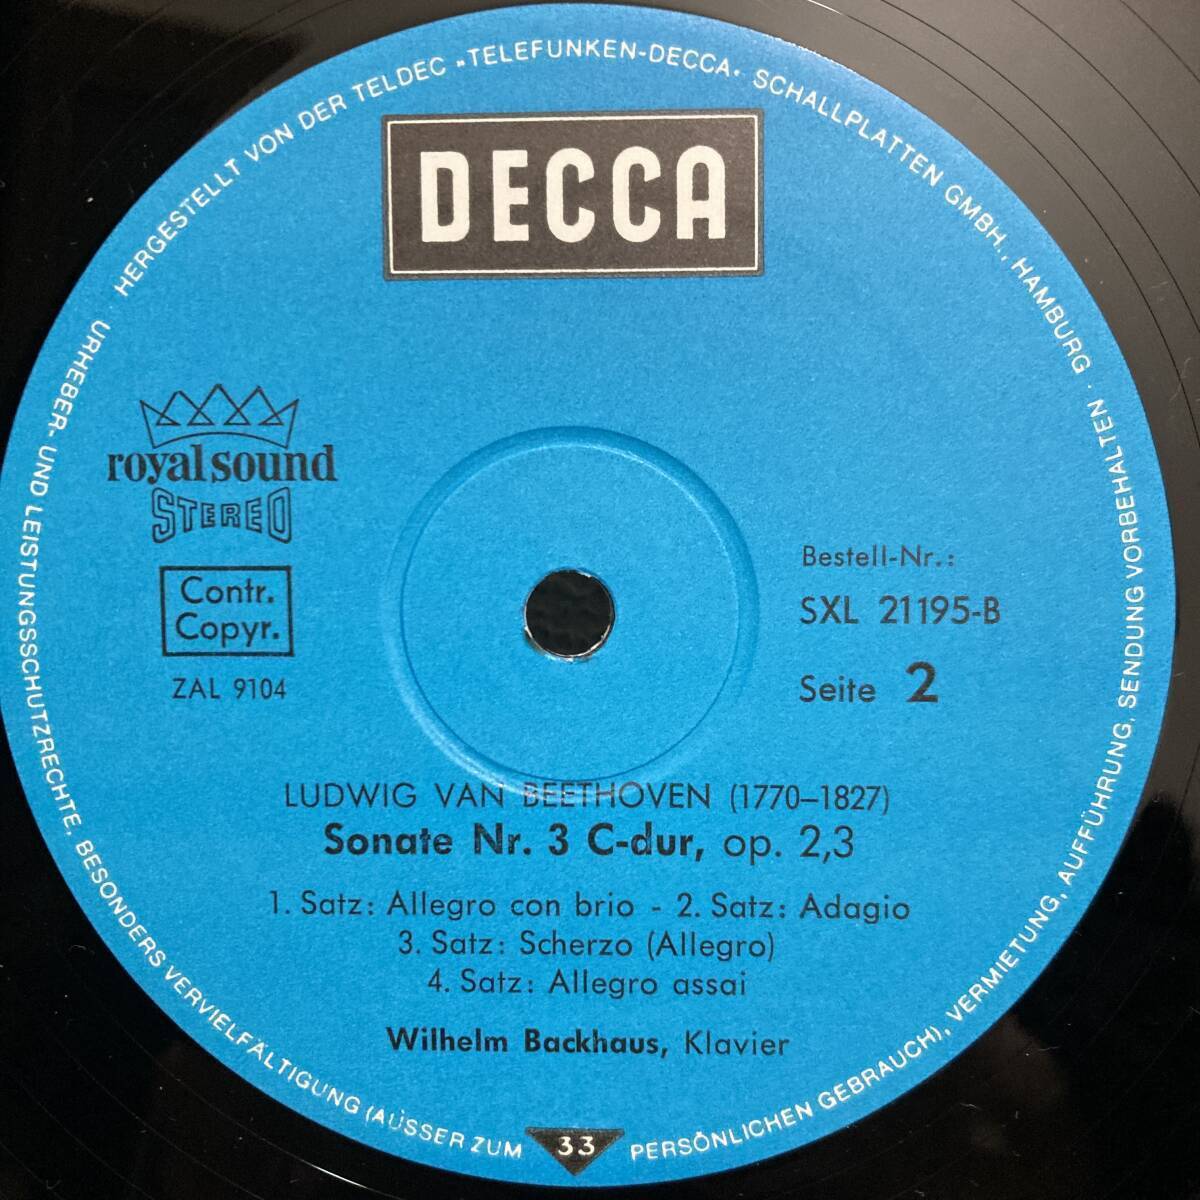 HERGESTELLT VON DER TELDEC »TELEFUNKEN-DECCA« SCHALLPLATTEN GMBH., HAMBURG · URHEBER- UND LEISTUNGSSCHUTZRECHTE, BESONDERS VERVIELFÄLTIGUNG (AUSSER ZUM PERSÖNLICHEN GEBRAUCH), VERMIETUNG, AUFFÜHRUNG, SENDUNG VORBEHALTEN ·
DECCA
royal sound
STEREO
Contr.
Copyr.
ZAL 9104
Bestell-Nr.:
SXL 21195-B
Seite 2
LUDWIG VAN BEETHOVEN (1770–1827)
Sonate Nr. 3 C-dur, op. 2,3
1. Satz: Allegro con brio - 2. Satz: Adagio
3. Satz: Scherzo (Allegro)
4. Satz: Allegro assai
Wilhelm Backhaus, Klavier
33